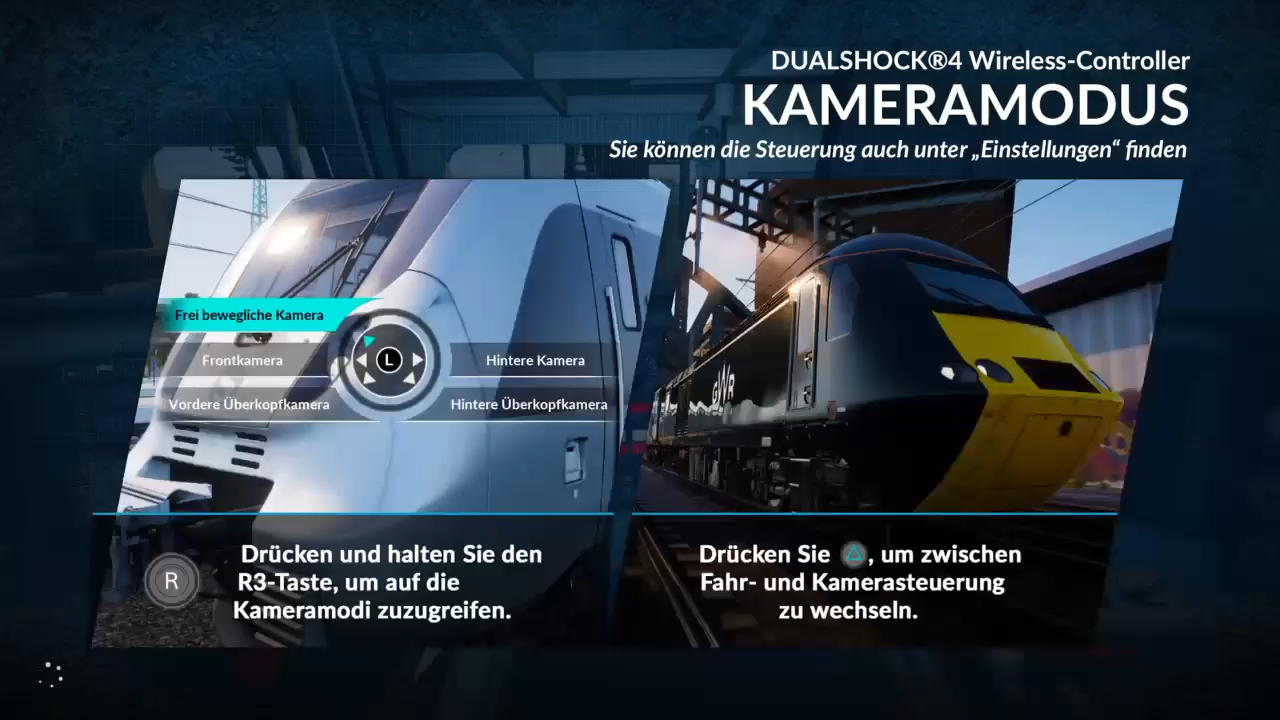 DUALSHOCK®4 Wireless-Controller
KAMERAMODUS
Sie können die Steuerung auch unter „Einstellungen“ finden
Frei bewegliche Kamera
Frontkamera
Vordere Überkopfkamera
L
Hintere Kamera
Hintere Überkopfkamera
GWR
R
Drücken und halten Sie den
R3-Taste, um auf die
Kameramodi zuzugreifen.
Drücken Sie , um zwischen
Fahr- und Kamerasteuerung
zu wechseln.